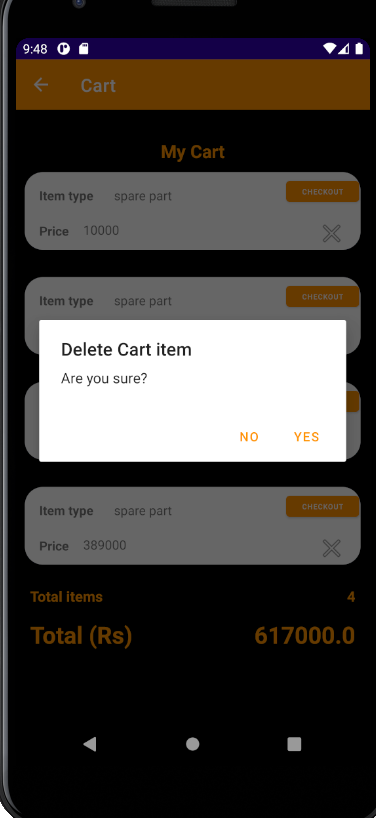 9:48
Cart
My Cart
Item type spare part CHECKOUT
Price 10000
Item type spare part CHECKOUT
Delete Cart item
Are you sure?
NO YES
Item type spare part CHECKOUT
Price 389000
Total items 4
Total (Rs) 617000.0